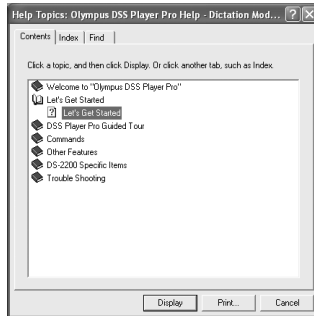 Help Topics: Olympus DSS Player Pro Help - Dictation Mod...
Contents Index Find
Click a topic, and then click Display. Or click another tab, such as Index.
Welcome to "Olympus DSS Player Pro"
Let's Get Started
Let's Get Started
DSS Player Pro Guided Tour
Commands
Other Features
DS-2200 Specific Items
Trouble Shooting
Display Print... Cancel